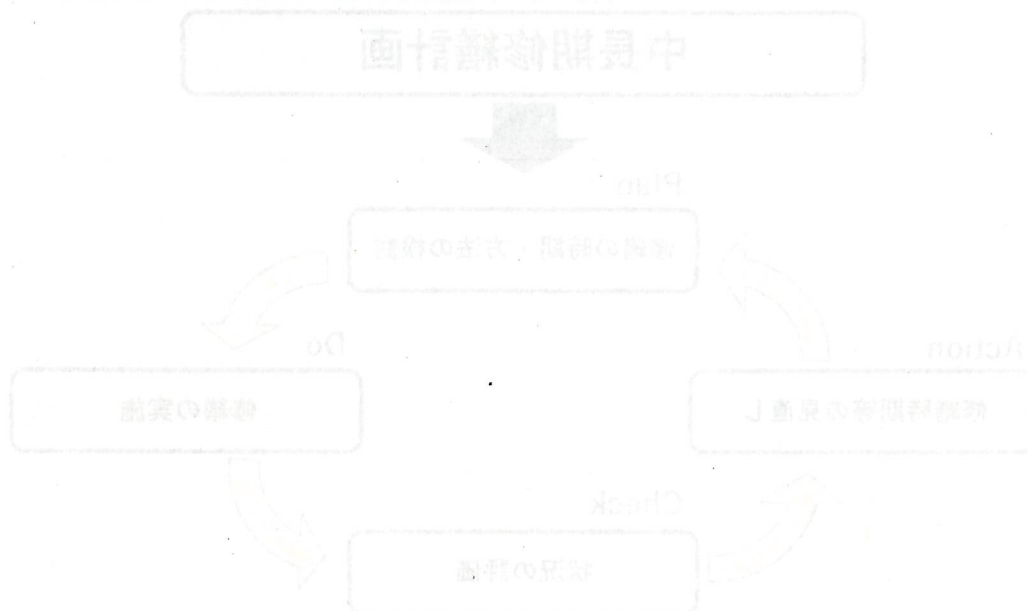 中長期修繕計画
Plan
修繕の時期・方法の検討
Do
修繕の実施
Action
修繕時期等の見直し
Check
状況の評価